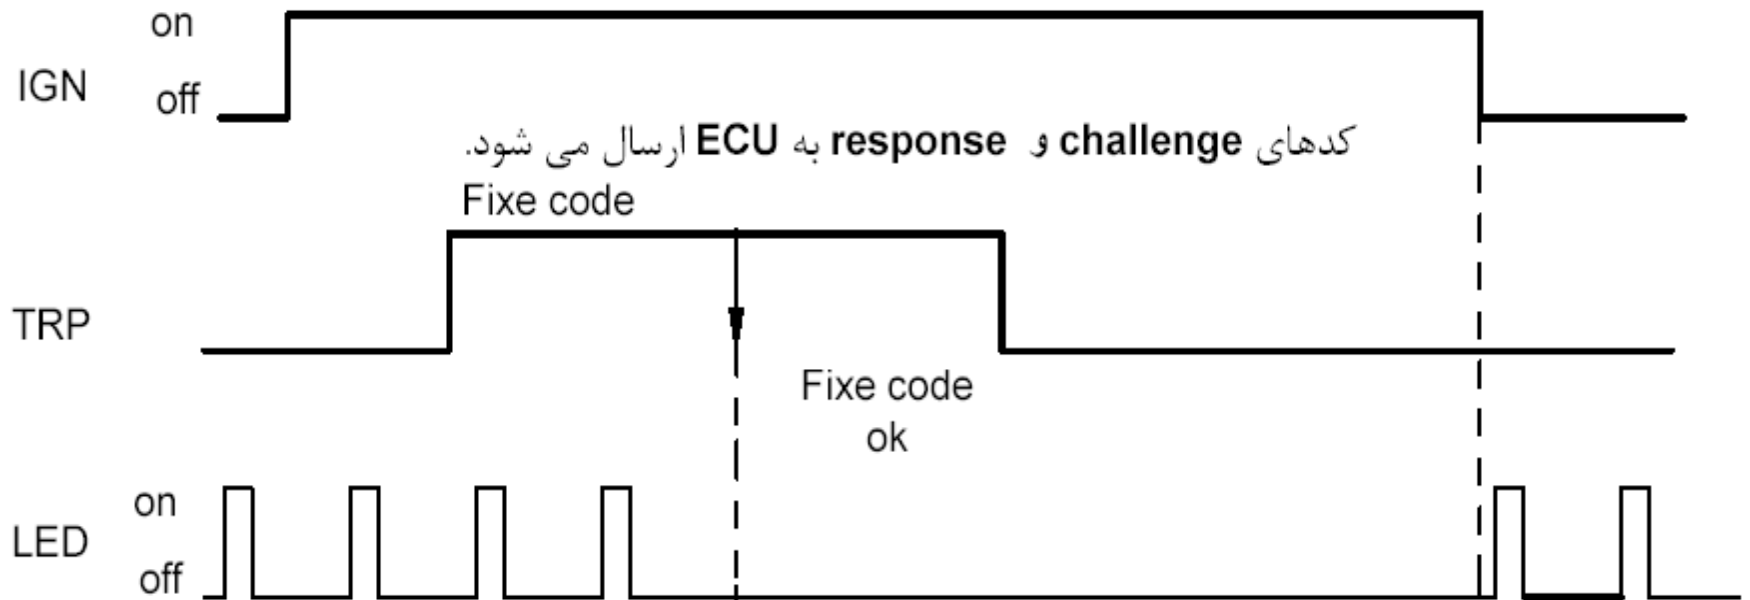 on
IGN
off
کدهای challenge و response به ECU ارسال می شود.
Fixe code
TRP
Fixe code
ok
on
LED
off